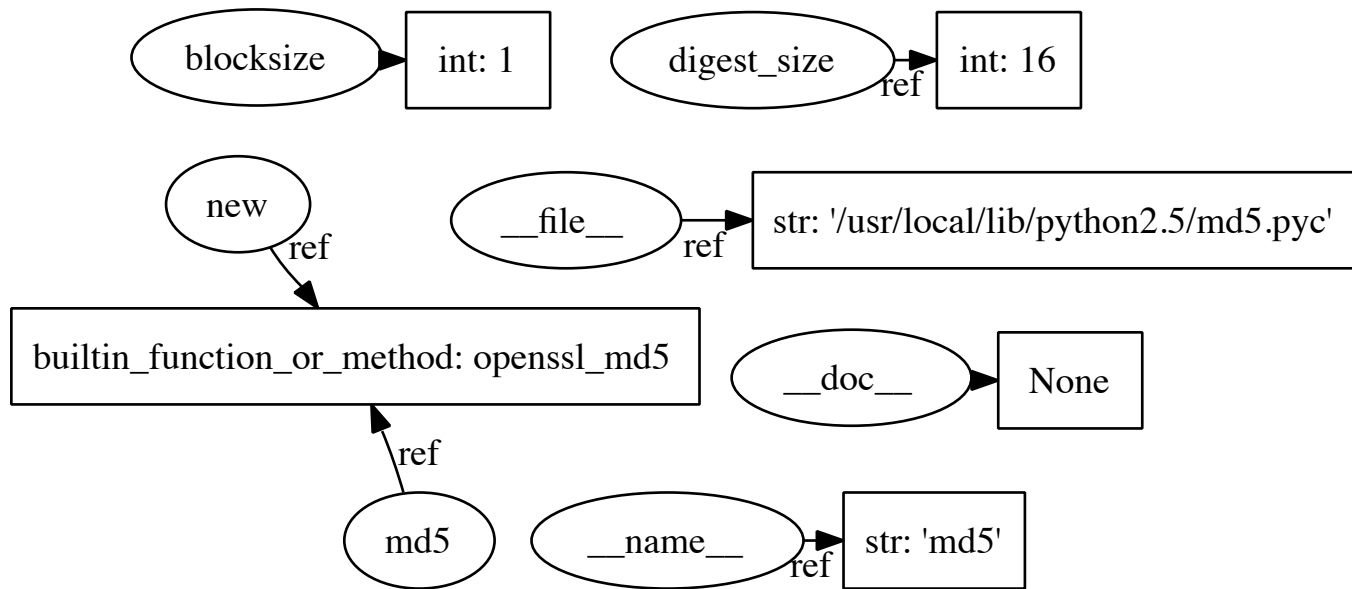 blocksize
int: 1
digest_size
ref
int: 16
new
ref
__file__
ref
str: '/usr/local/lib/python2.5/md5.pyc'
builtin_function_or_method: openssl_md5
__doc__
None
ref
md5
__name__
ref
str: 'md5'